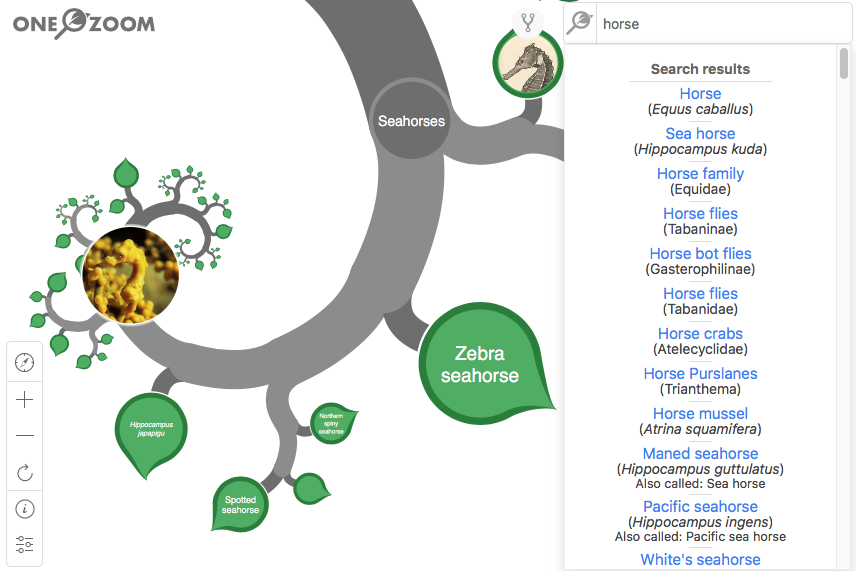 ONE ZOOM
horse
Search results
Horse
(Equus caballus)
Sea horse
(Hippocampus kuda)
Horse family
(Equidae)
Horse flies
(Tabaninae)
Horse bot flies
(Gasterophilinae)
Horse flies
(Tabanidae)
Horse crabs
(Atelecyclidae)
Horse Purslanes
(Trianthema)
Horse mussel
(Atrina squamifera)
Maned seahorse
(Hippocampus guttulatus)
Also called: Sea horse
Pacific seahorse
(Hippocampus ingens)
Also called: Pacific sea horse
White's seahorse
Seahorses
Zebra
seahorse
Hippocampus
japapigu
Northern
spiny
seahorse
Spotted
seahorse